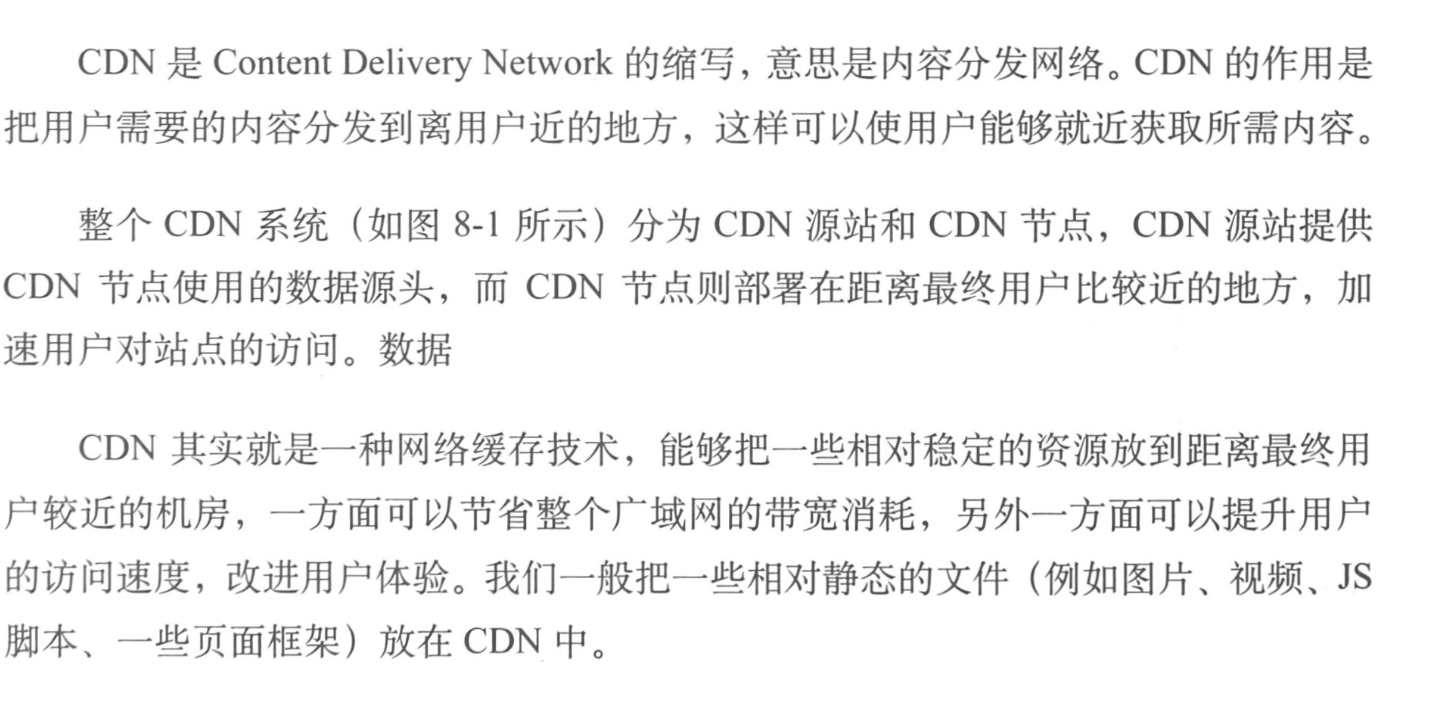 CDN 是 Content Delivery Network 的缩写，意思是内容分发网络。CDN 的作用是
把用户需要的内容分发到离用户近的地方，这样可以使用户能够就近获取所需内容。
整个 CDN 系统（如图 8-1 所示）分为 CDN 源站和 CDN 节点，CDN 源站提供
CDN 节点使用的数据源头，而 CDN 节点则部署在距离最终用户比较近的地方，加
速用户对站点的访问。数据
CDN 其实就是一种网络缓存技术，能够把一些相对稳定的资源放到距离最终用
户较近的机房，一方面可以节省整个广域网的带宽消耗，另外一方面可以提升用户
的访问速度，改进用户体验。我们一般把一些相对静态的文件（例如图片、视频、JS
脚本、一些页面框架）放在 CDN 中。